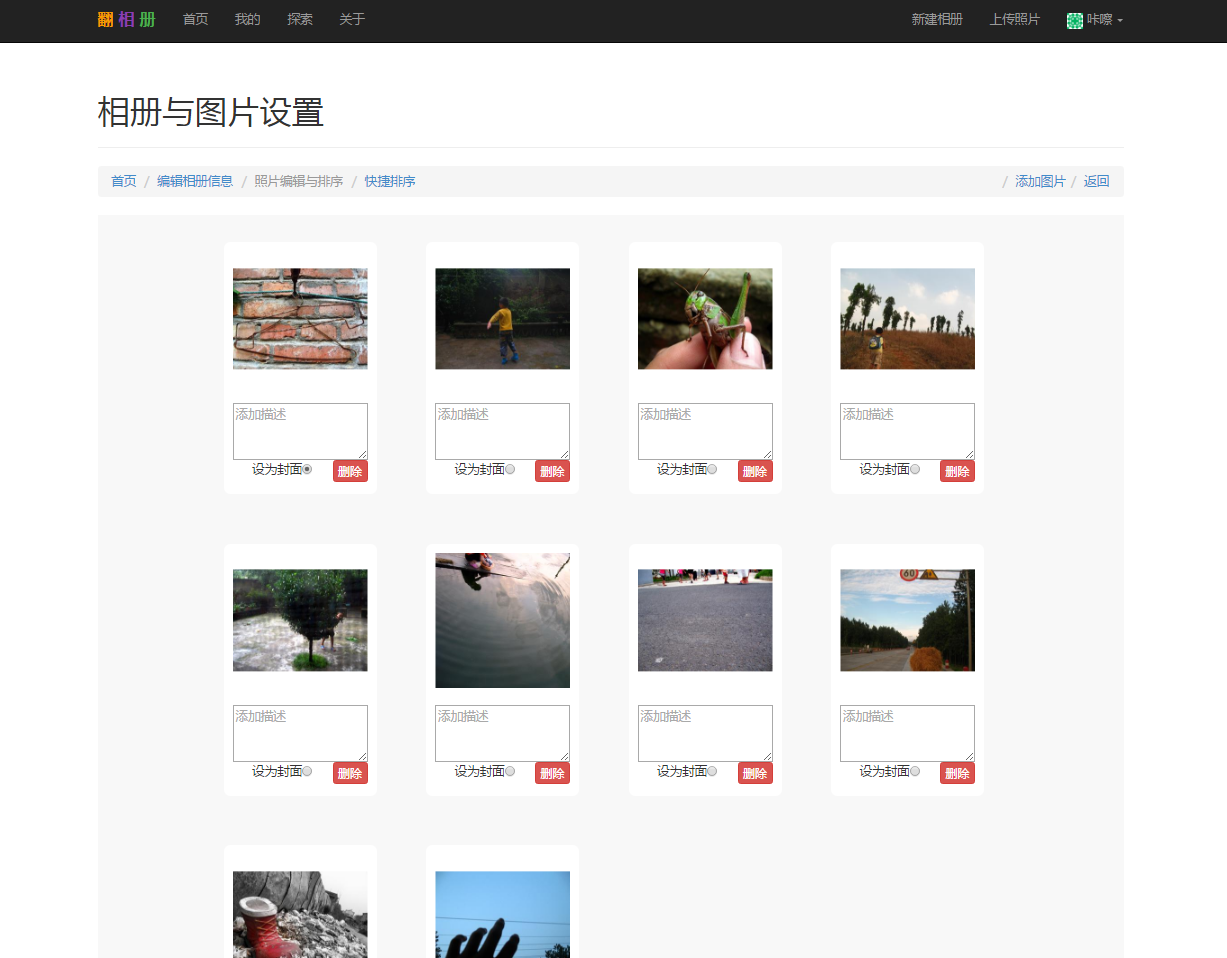 翻 相 册 首页 我的 探索 关于 新建相册 上传照片 咔嚓
相册与图片设置
首页 / 编辑相册信息 / 照片编辑与排序 / 快捷排序 / 添加图片 / 返回
添加描述 添加描述 添加描述 添加描述
设为封面 删除 设为封面 删除 设为封面 删除 设为封面 删除
60
添加描述 添加描述 添加描述 添加描述
设为封面 删除 设为封面 删除 设为封面 删除 设为封面 删除